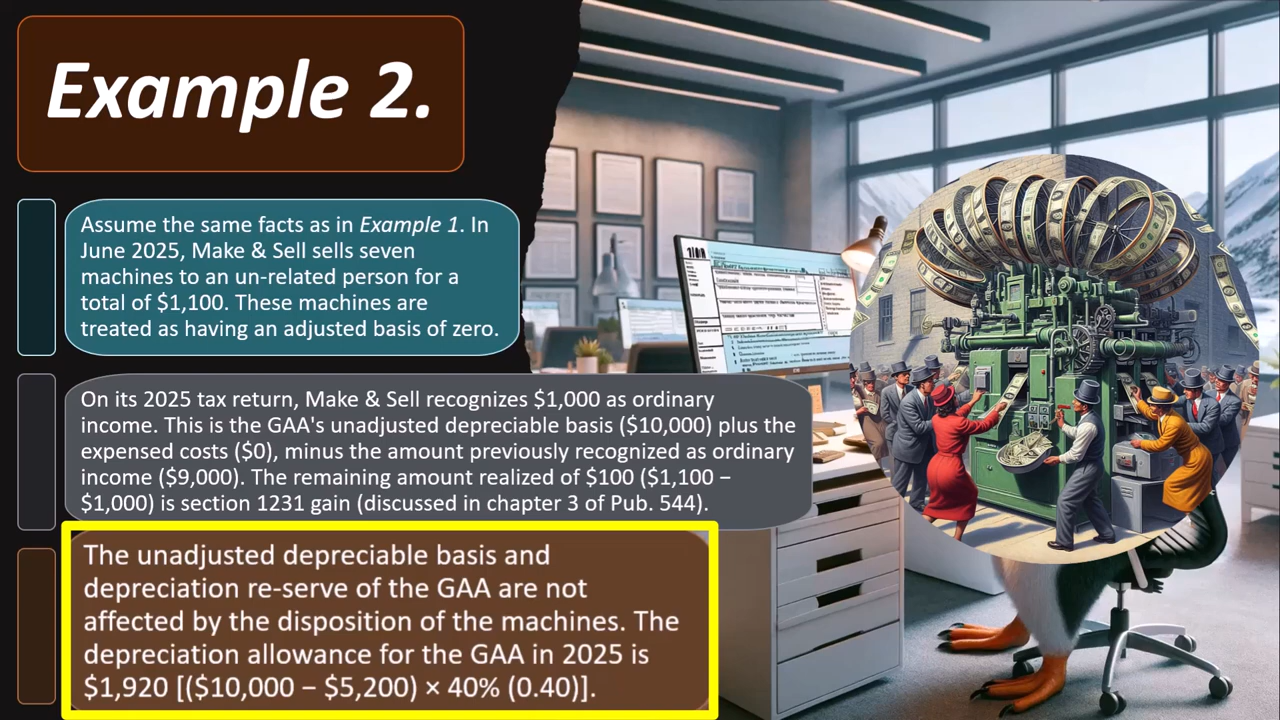 Example 2.
Assume the same facts as in Example 1. In
June 2025, Make & Sell sells seven
machines to an un-related person for a
total of $1,100. These machines are
treated as having an adjusted basis of zero.
On its 2025 tax return, Make & Sell recognizes $1,000 as ordinary
income. This is the GAA's unadjusted depreciable basis ($10,000) plus the
expensed costs ($0), minus the amount previously recognized as ordinary
income ($9,000). The remaining amount realized of $100 ($1,100 −
$1,000) is section 1231 gain (discussed in chapter 3 of Pub. 544).
The unadjusted depreciable basis and
depreciation re-serve of the GAA are not
affected by the disposition of the machines. The
depreciation allowance for the GAA in 2025 is
$1,920 [($10,000 − $5,200) × 40% (0.40)].